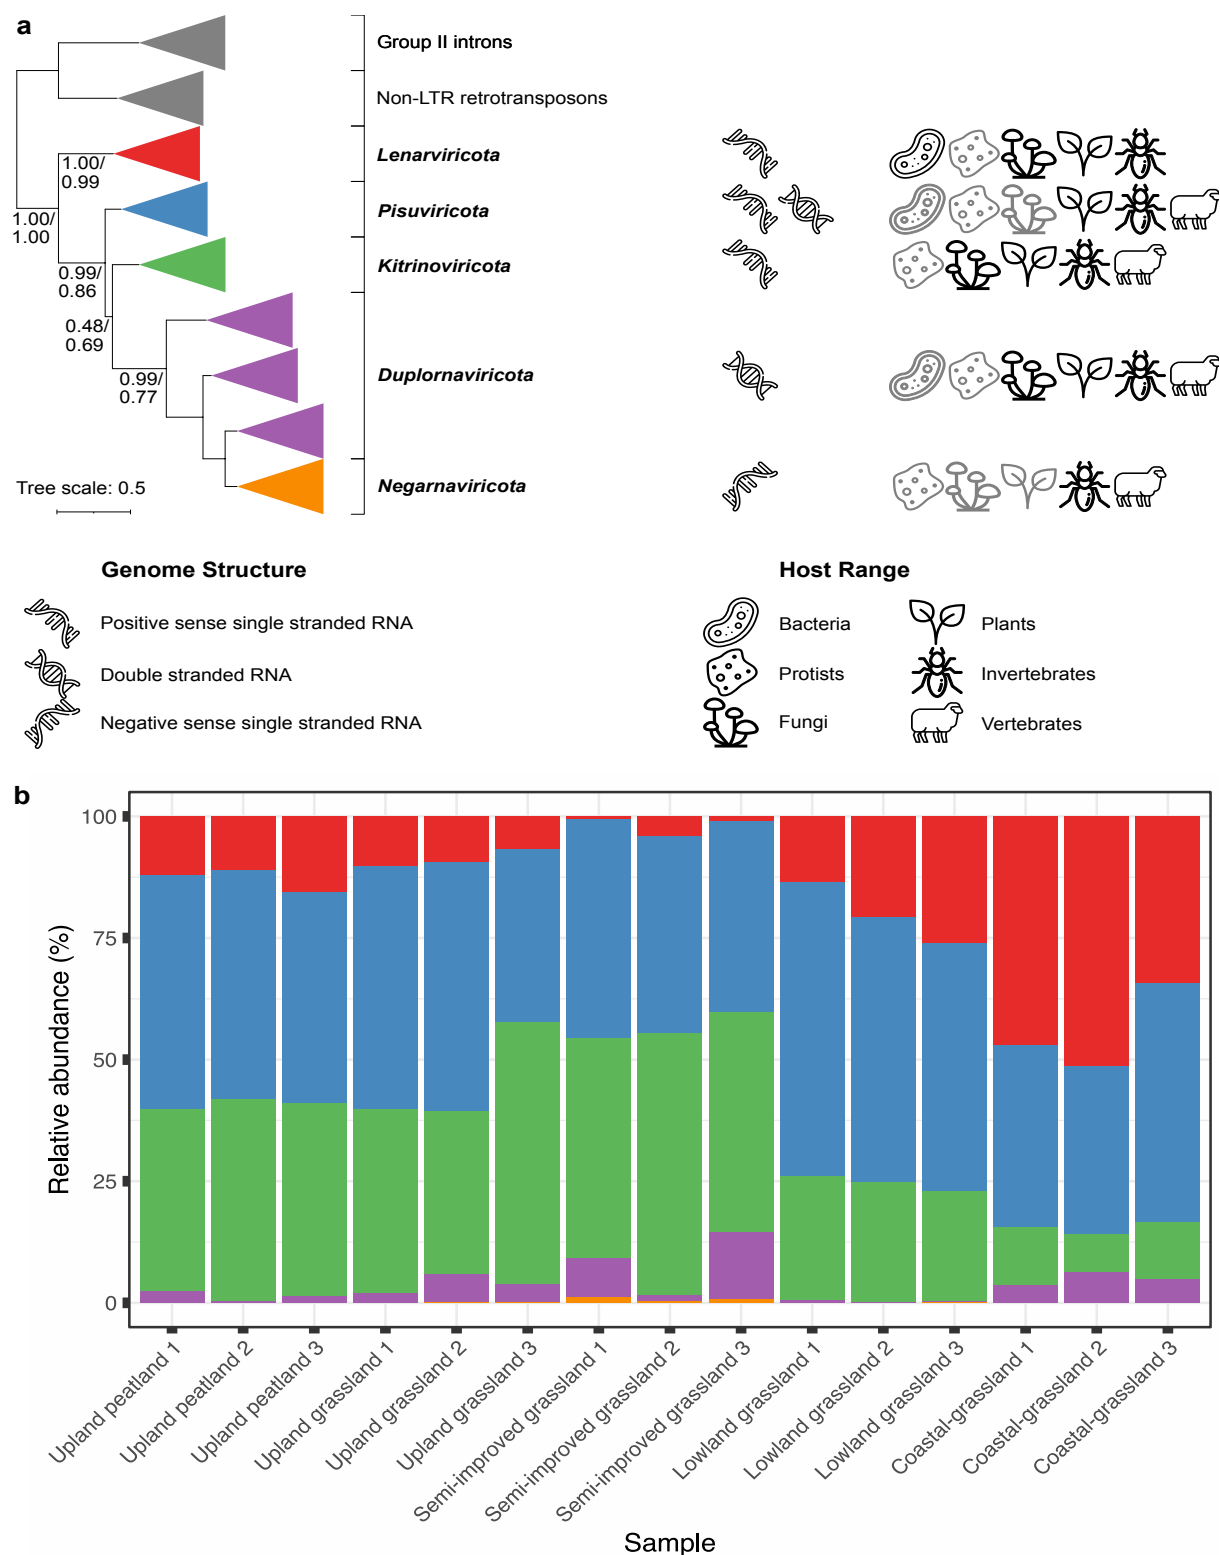 a
Group II introns
Non-LTR retrotransposons
Lenarviricota
1.00/
0.99
Pisuviricota
1.00/
1.00
Kitrinoviricota
0.99/
0.86
0.48/
0.69
Duplornaviricota
0.99/
0.77
Negarnaviricota
Tree scale: 0.5
Genome Structure
Positive sense single stranded RNA
Double stranded RNA
Negative sense single stranded RNA
Host Range
Bacteria
Plants
Protists
Invertebrates
Fungi
Vertebrates
b
Relative abundance (%)
100
75
50
25
0
Upland peatland 1
Upland peatland 2
Upland peatland 3
Upland grassland 1
Upland grassland 2
Upland grassland 3
Semi-improved grassland 1
Semi-improved grassland 2
Semi-improved grassland 3
Lowland grassland 1
Lowland grassland 2
Lowland grassland 3
Coastal-grassland 1
Coastal-grassland 2
Coastal-grassland 3
Sample